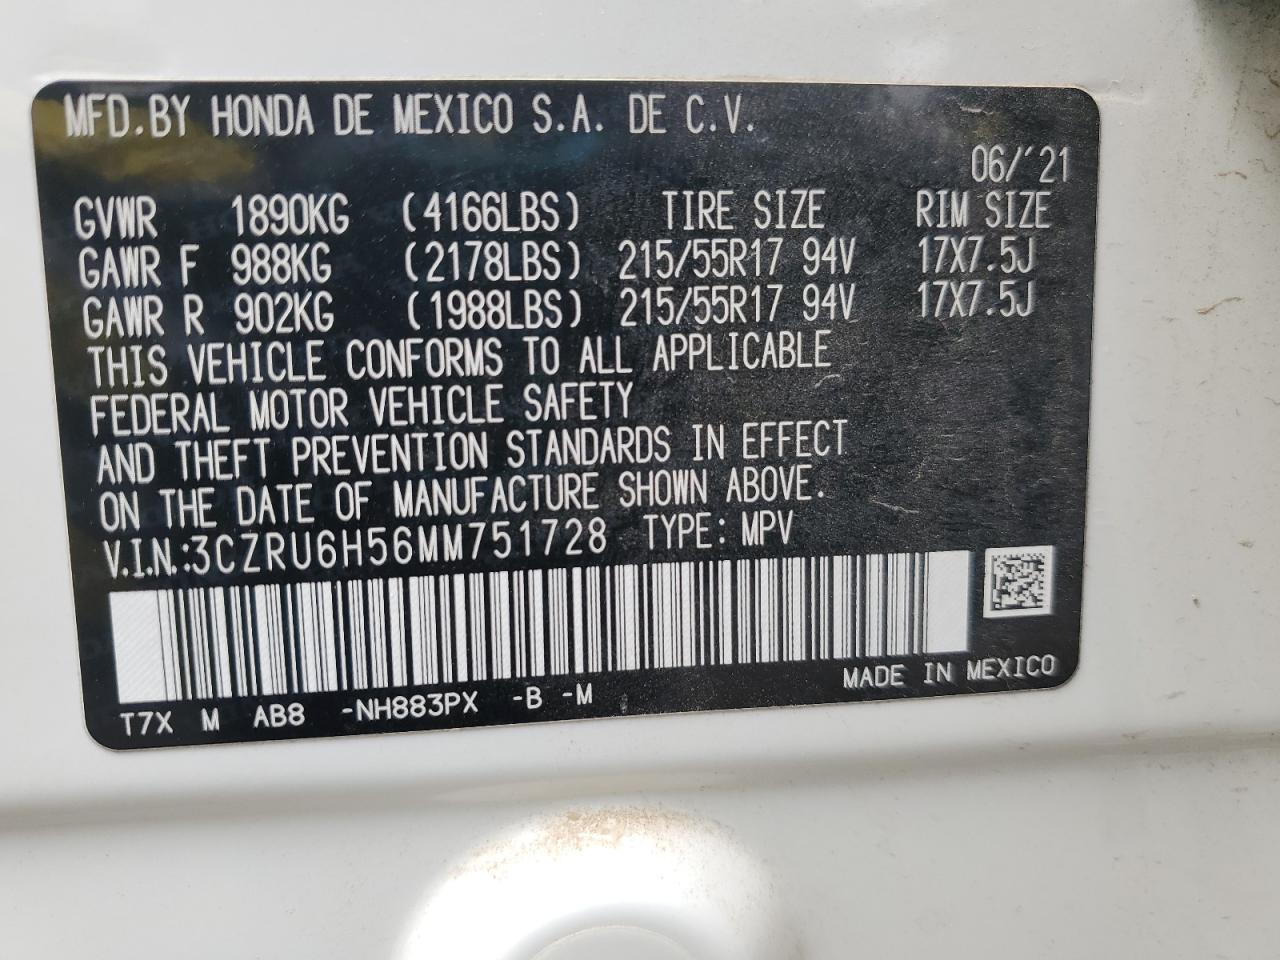 MFD.BY HONDA DE MEXICO S.A. DE C.V.
06/'21
GVWR 1890KG (4166LBS) TIRE SIZE RIM SIZE
GAWR F 988KG (2178LBS) 215/55R17 94V 17X7.5J
GAWR R 902KG (1988LBS) 215/55R17 94V 17X7.5J
THIS VEHICLE CONFORMS TO ALL APPLICABLE
FEDERAL MOTOR VEHICLE SAFETY
AND THEFT PREVENTION STANDARDS IN EFFECT
ON THE DATE OF MANUFACTURE SHOWN ABOVE.
V.I.N.:3CZRU6H56MM751728 TYPE: MPV
MADE IN MEXICO
T7X M AB8 -NH883PX -B -M